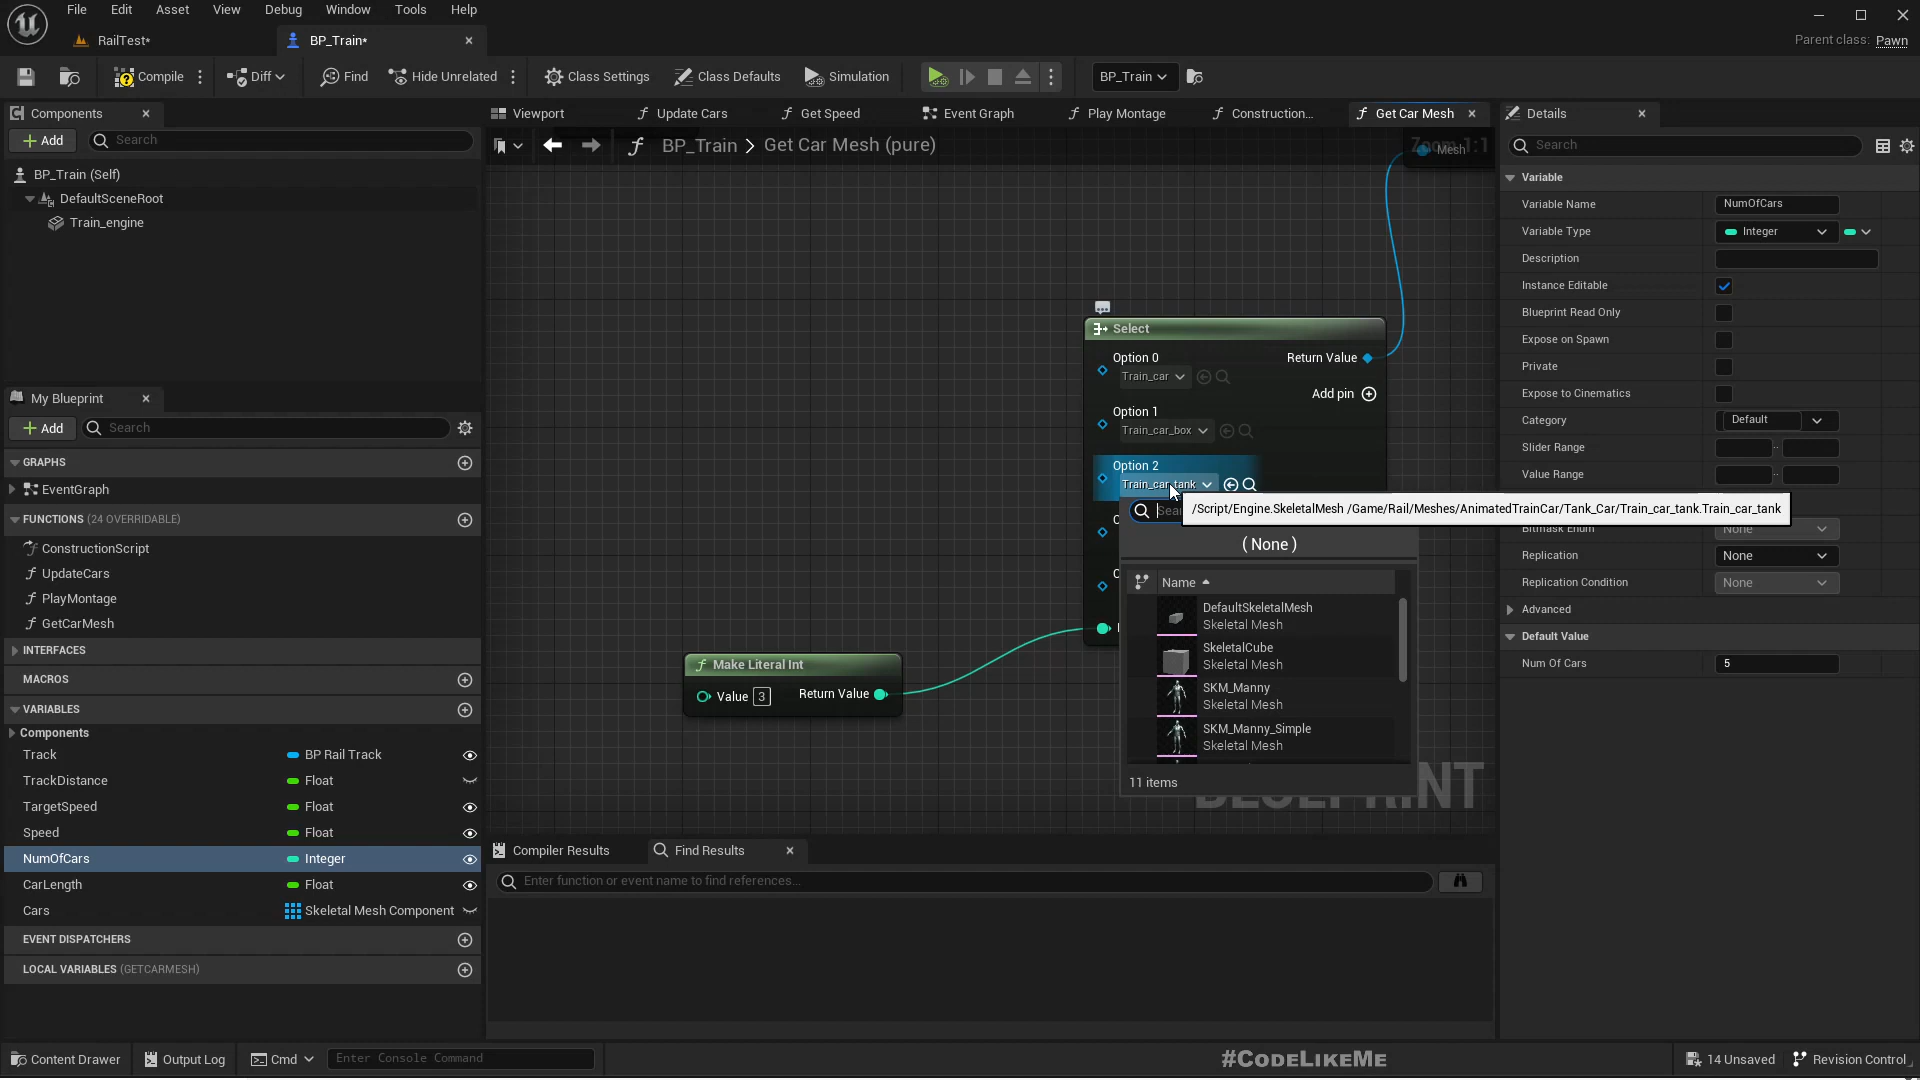 File Edit View Asset Debug Window Tools Help
RailTest*
BP_Train*
Parent class: Pawn
Compile
Diff
Find
Hide Unrelated
Class Settings
Class Defaults
Simulation
BP_Train
Components
Add
Search
BP_Train (Self)
DefaultSceneRoot
Train_engine
My Blueprint
Add
Search
GRAPHS
EventGraph
FUNCTIONS (24 OVERRIDABLE)
ConstructionScript
UpdateCars
PlayMontage
GetCarMesh
INTERFACES
MACROS
VARIABLES
Components
Track BP Rail Track
TrackDistance Float
TargetSpeed Float
Speed Float
NumOfCars Integer
CarLength Float
Cars Skeletal Mesh Component
EVENT DISPATCHERS
LOCAL VARIABLES (GETCARMESH)
Viewport
Update Cars
Get Speed
Event Graph
Play Montage
Construction...
Get Car Mesh
BP_Train > Get Car Mesh (pure)
Zoom 1:1
Mesh
Select
Option 0 Return Value
Train_car
Add pin
Option 1
Train_car_box
Option 2
Train_car_tank
/Script/Engine.SkeletalMesh /Game/Rail/Meshes/AnimatedTrainCar/Tank_Car/Train_car_tank.Train_car_tank
( None )
Name
DefaultSkeletalMesh
Skeletal Mesh
SkeletalCube
Skeletal Mesh
SKM_Manny
Skeletal Mesh
SKM_Manny_Simple
Skeletal Mesh
11 items
Make Literal Int
Value 3 Return Value
BLUEPRINT
Compiler Results
Find Results
Enter function or event name to find references...
Details
Search
Variable
Variable Name NumOfCars
Variable Type Integer
Description
Instance Editable
Blueprint Read Only
Expose on Spawn
Private
Expose to Cinematics
Category Default
Slider Range
Value Range
Bitmask Enum None
Replication None
Replication Condition None
Advanced
Default Value
Num Of Cars 5
Content Drawer
Output Log
Cmd
Enter Console Command
#CODELIKEME
14 Unsaved
Revision Control